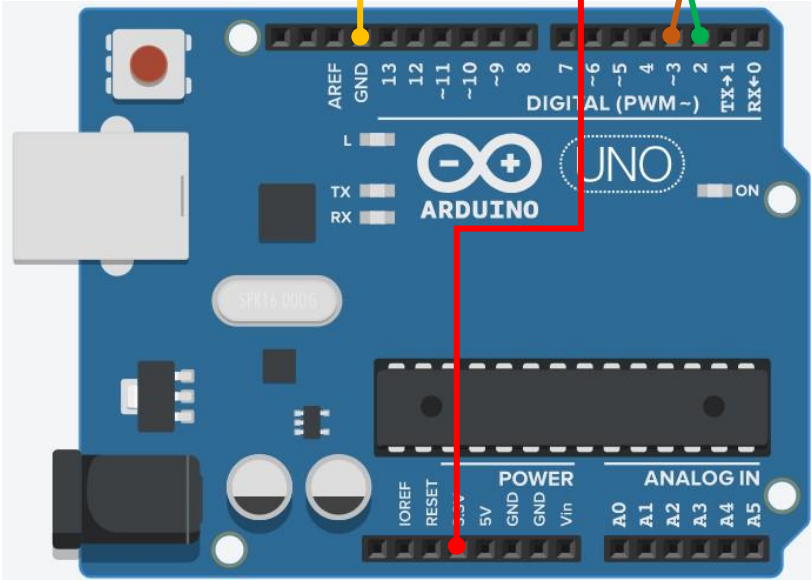 AREF
GND
13
12
~11
~10
~9
8
7
~6
~5
4
~3
2
TX→1
RX←0
DIGITAL (PWM~)
L
TX
RX
ARDUINO
UNO
ON
SPK16.000G
POWER
ANALOG IN
IOREF
RESET
3.3V
5V
GND
GND
Vin
A0
A1
A2
A3
A4
A5